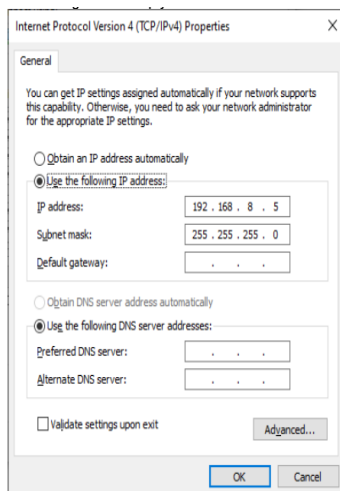 Internet Protocol Version 4 (TCP/IPv4) Properties
General
You can get IP settings assigned automatically if your network supports
this capability. Otherwise, you need to ask your network administrator
for the appropriate IP settings.
Obtain an IP address automatically
Use the following IP address:
IP address: 192 . 168 . 8 . 5
Subnet mask: 255 . 255 . 255 . 0
Default gateway: . . .
Obtain DNS server address automatically
Use the following DNS server addresses:
Preferred DNS server: . . .
Alternate DNS server: . . .
Validate settings upon exit
Advanced...
OK Cancel